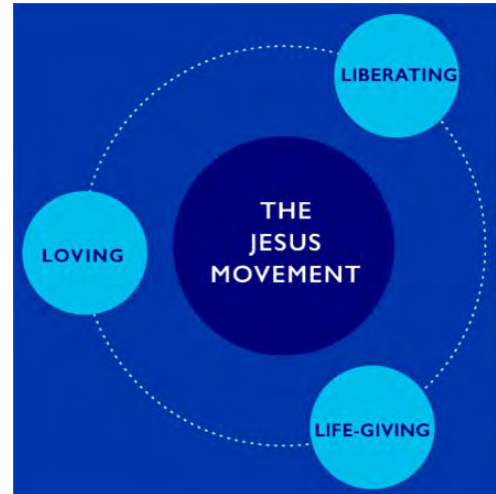 LIBERATING
THE
JESUS
MOVEMENT
LOVING
LIFE-GIVING